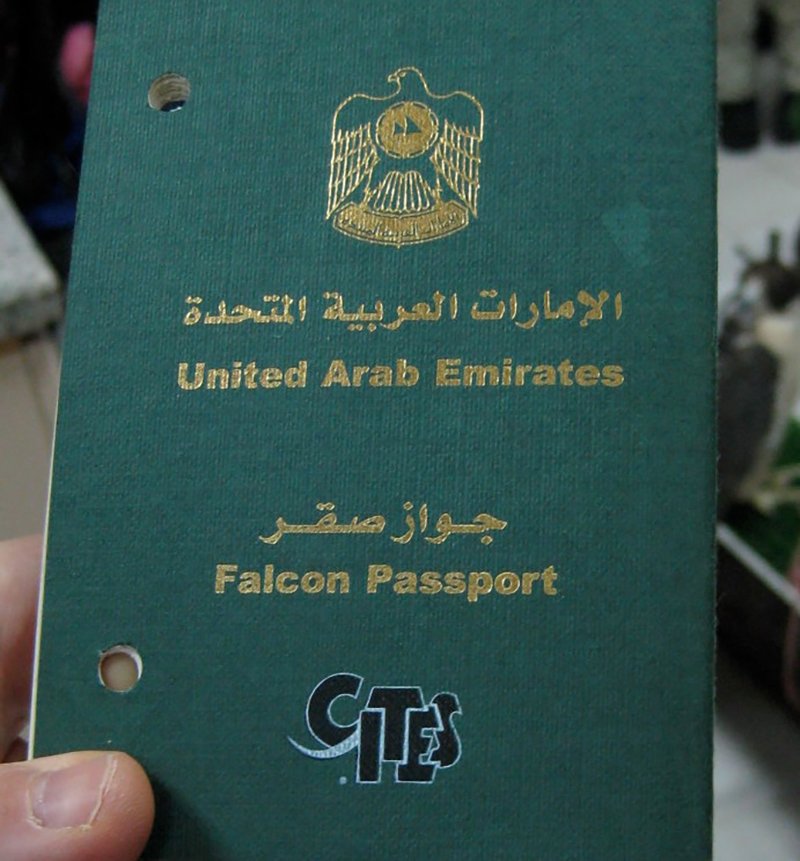 الإمارات العربية المتحدة
United Arab Emirates
جواز صقر
Falcon Passport
CITES